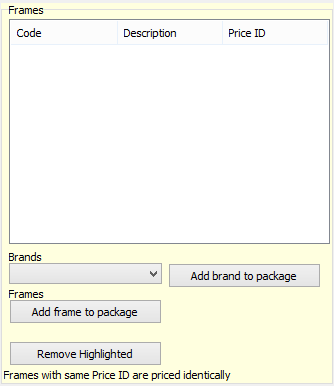 Frames
Code Description Price ID
Brands
Add brand to package
Frames
Add frame to package
Remove Highlighted
Frames with same Price ID are priced identically